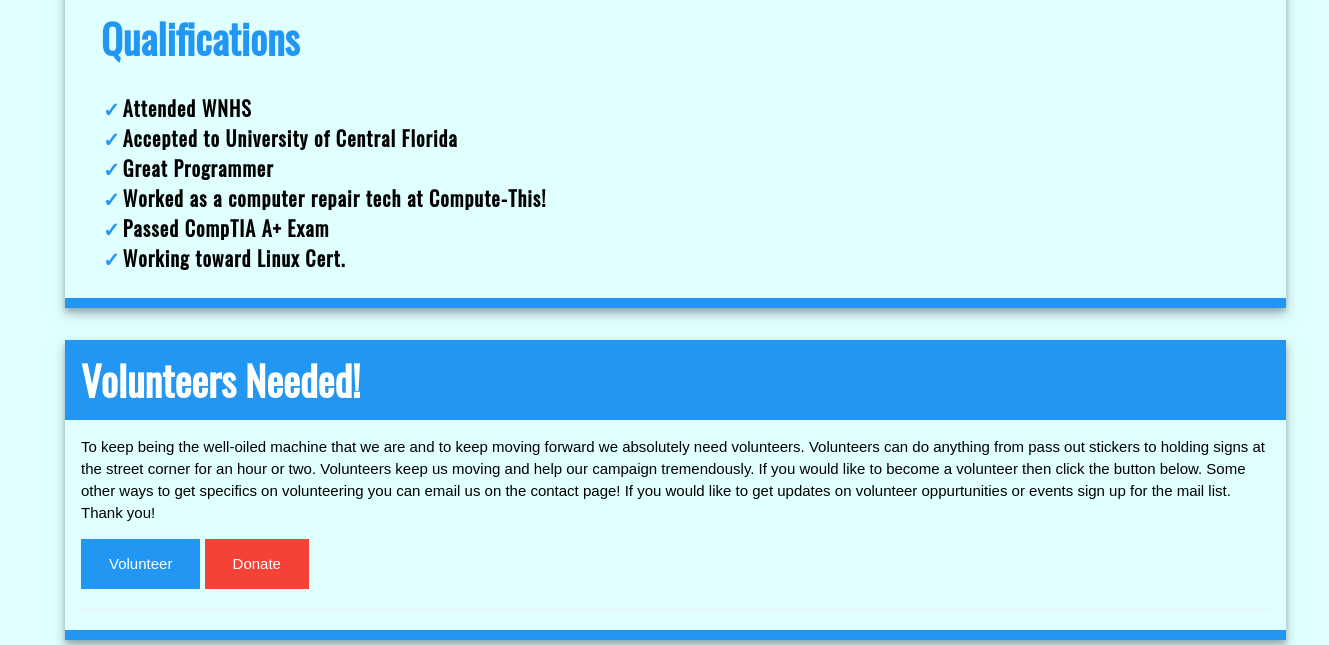 Qualifications
✓ Attended WNHS
✓ Accepted to University of Central Florida
✓ Great Programmer
✓ Worked as a computer repair tech at Compute-This!
✓ Passed CompTIA A+ Exam
✓ Working toward Linux Cert.
Volunteers Needed!
To keep being the well-oiled machine that we are and to keep moving forward we absolutely need volunteers. Volunteers can do anything from pass out stickers to holding signs at
the street corner for an hour or two. Volunteers keep us moving and help our campaign tremendously. If you would like to become a volunteer then click the button below. Some
other ways to get specifics on volunteering you can email us on the contact page! If you would like to get updates on volunteer oppurtunities or events sign up for the mail list.
Thank you!
Volunteer Donate